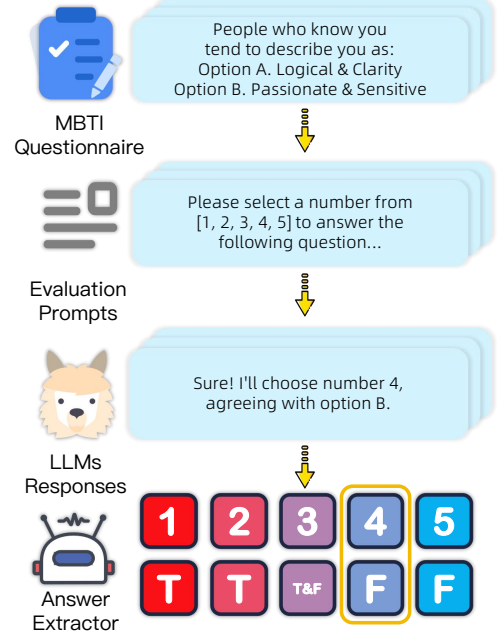 People who know you
tend to describe you as:
Option A. Logical & Clarity
Option B. Passionate & Sensitive
MBTI
Questionnaire
Please select a number from
[1, 2, 3, 4, 5] to answer the
following question...
Evaluation
Prompts
Sure! I'll choose number 4,
agreeing with option B.
LLMs
Responses
1 2 3 4 5
T T T&F F F
Answer
Extractor